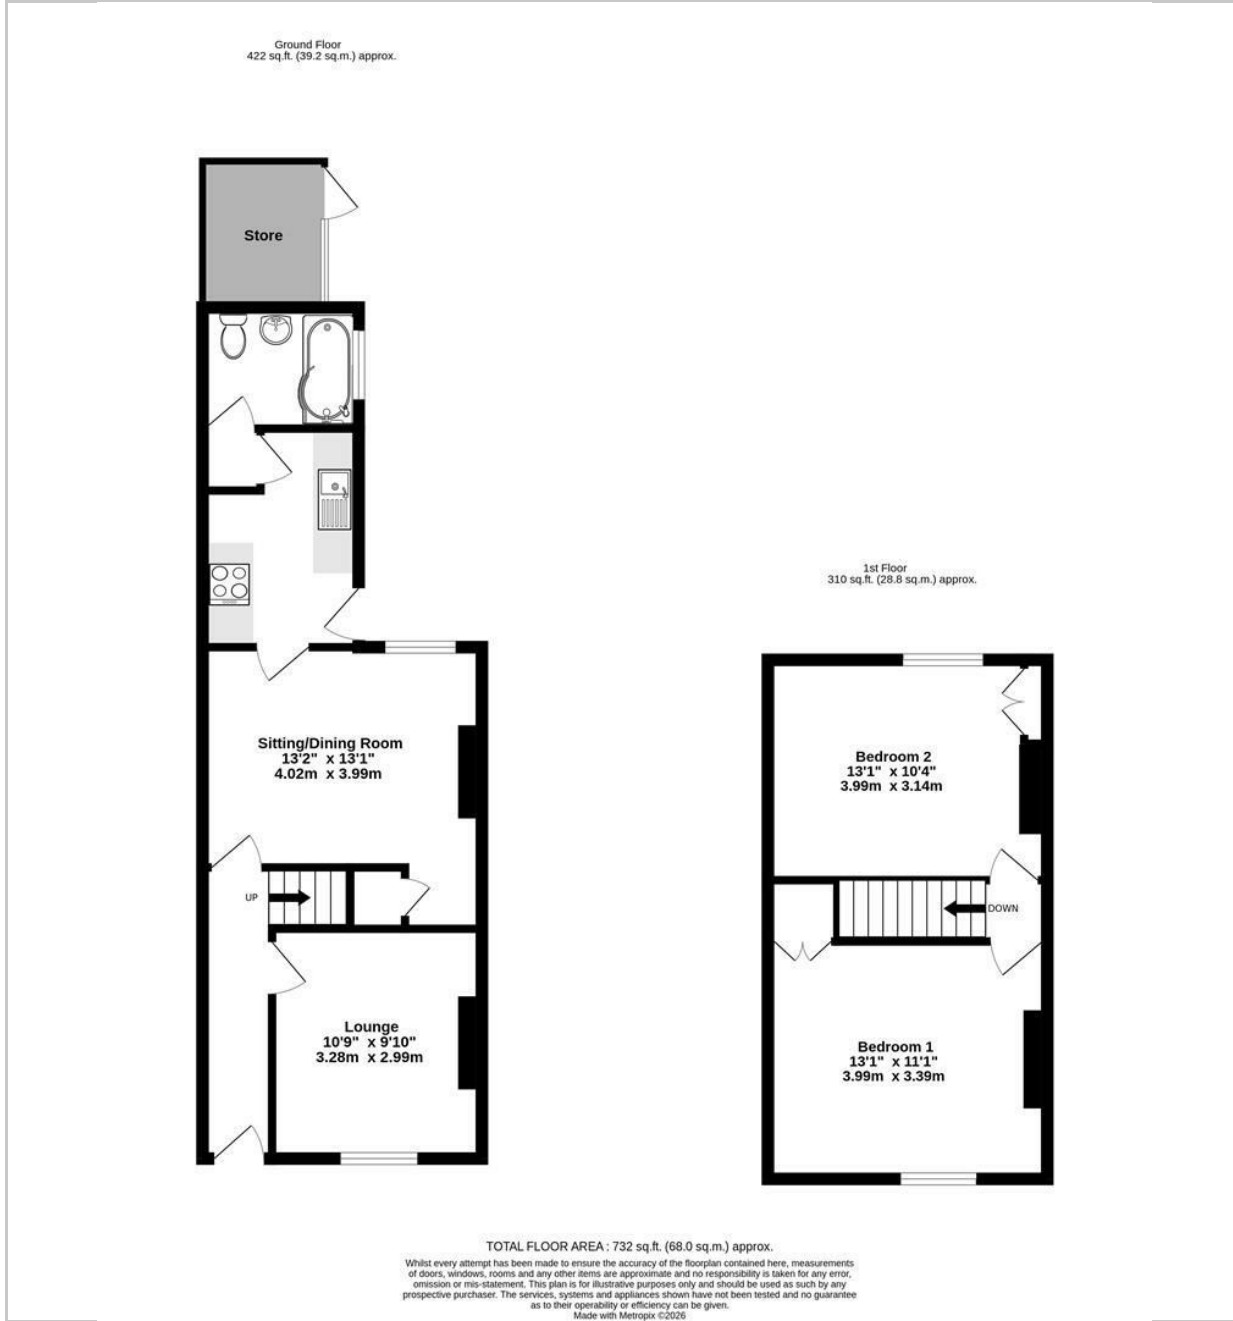 Ground Floor
422 sq.ft. (39.2 sq.m.) approx.
Store
Sitting/Dining Room
13'2" x 13'1"
4.02m x 3.99m
UP
Lounge
10'9" x 9'10"
3.28m x 2.99m
1st Floor
310 sq.ft. (28.8 sq.m.) approx.
Bedroom 2
13'1" x 10'4"
3.99m x 3.14m
DOWN
Bedroom 1
13'1" x 11'1"
3.99m x 3.39m
TOTAL FLOOR AREA : 732 sq.ft. (68.0 sq.m.) approx.
Whilst every attempt has been made to ensure the accuracy of the floorplan contained here, measurements
of doors, windows, rooms and any other items are approximate and no responsibility is taken for any error,
omission or mis-statement. This plan is for illustrative purposes only and should be used as such by any
prospective purchaser. The services, systems and appliances shown have not been tested and no guarantee
as to their operability or efficiency can be given.
Made with Metropix ©2026